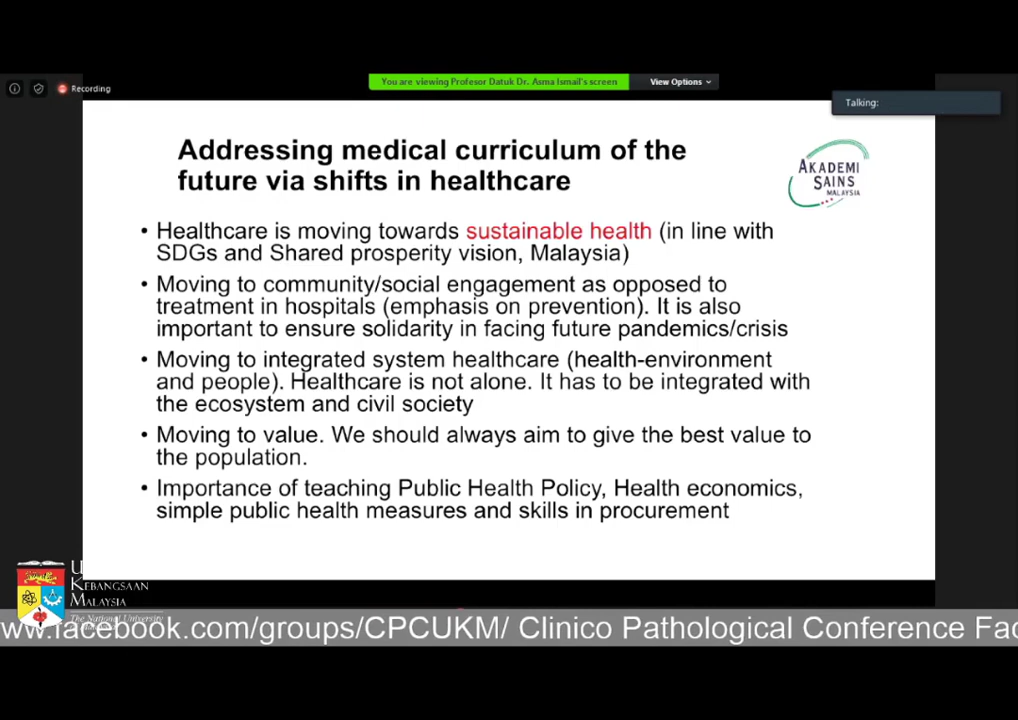 You are viewing Profesor Datuk Dr. Asma Ismail's screen
View Options
Recording
Talking:
Addressing medical curriculum of the
future via shifts in healthcare
AKADEMI
SAINS
MALAYSIA
• Healthcare is moving towards sustainable health (in line with
SDGs and Shared prosperity vision, Malaysia)
• Moving to community/social engagement as opposed to
treatment in hospitals (emphasis on prevention). It is also
important to ensure solidarity in facing future pandemics/crisis
• Moving to integrated system healthcare (health-environment
and people). Healthcare is not alone. It has to be integrated with
the ecosystem and civil society
• Moving to value. We should always aim to give the best value to
the population.
• Importance of teaching Public Health Policy, Health economics,
simple public health measures and skills in procurement
U
KEBANGSAAN
MALAYSIA
The National University
ww.facebook.com/groups/CPCUKM/ Clinico Pathological Conference Fac